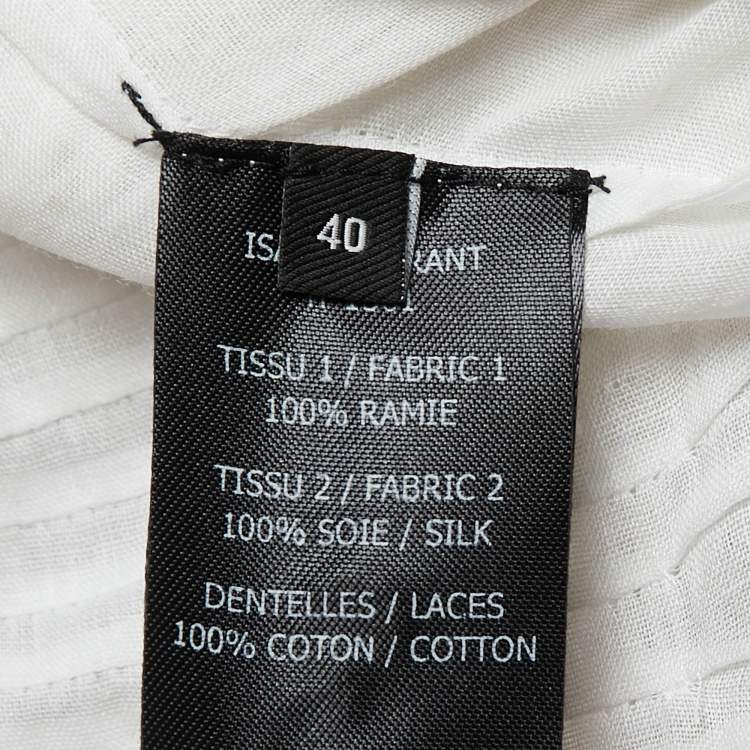 40
TISSU 1 / FABRIC 1
100% RAMIE
TISSU 2 / FABRIC 2
100% SOIE / SILK
DENTELLES / LACES
100% COTON / COTTON